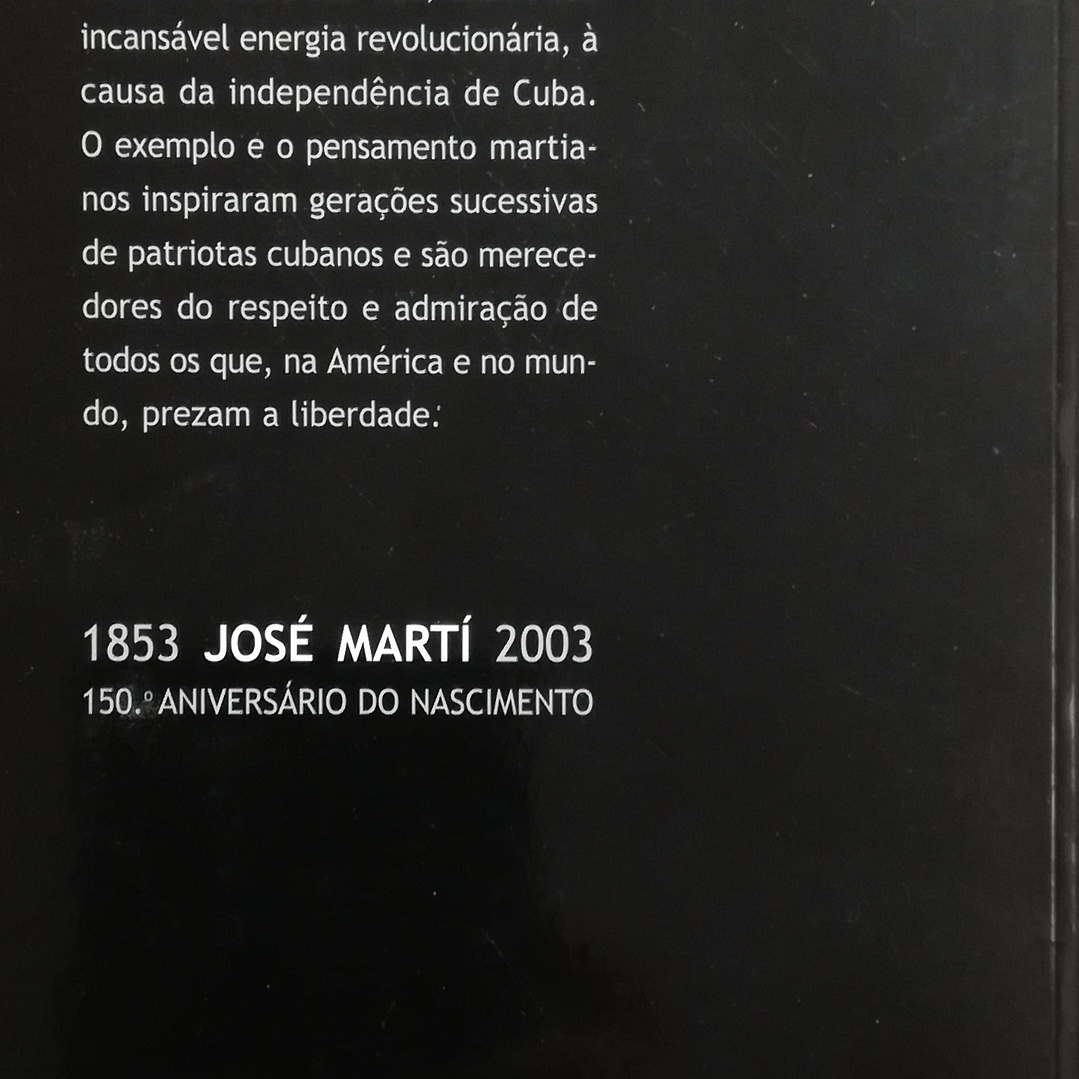 incansável energia revolucionária, à
causa da independência de Cuba.
O exemplo e o pensamento martia-
nos inspiraram gerações sucessivas
de patriotas cubanos e são merece-
dores do respeito e admiração de
todos os que, na América e no mun-
do, prezam a liberdade.
1853 JOSÉ MARTÍ 2003
150.º ANIVERSÁRIO DO NASCIMENTO